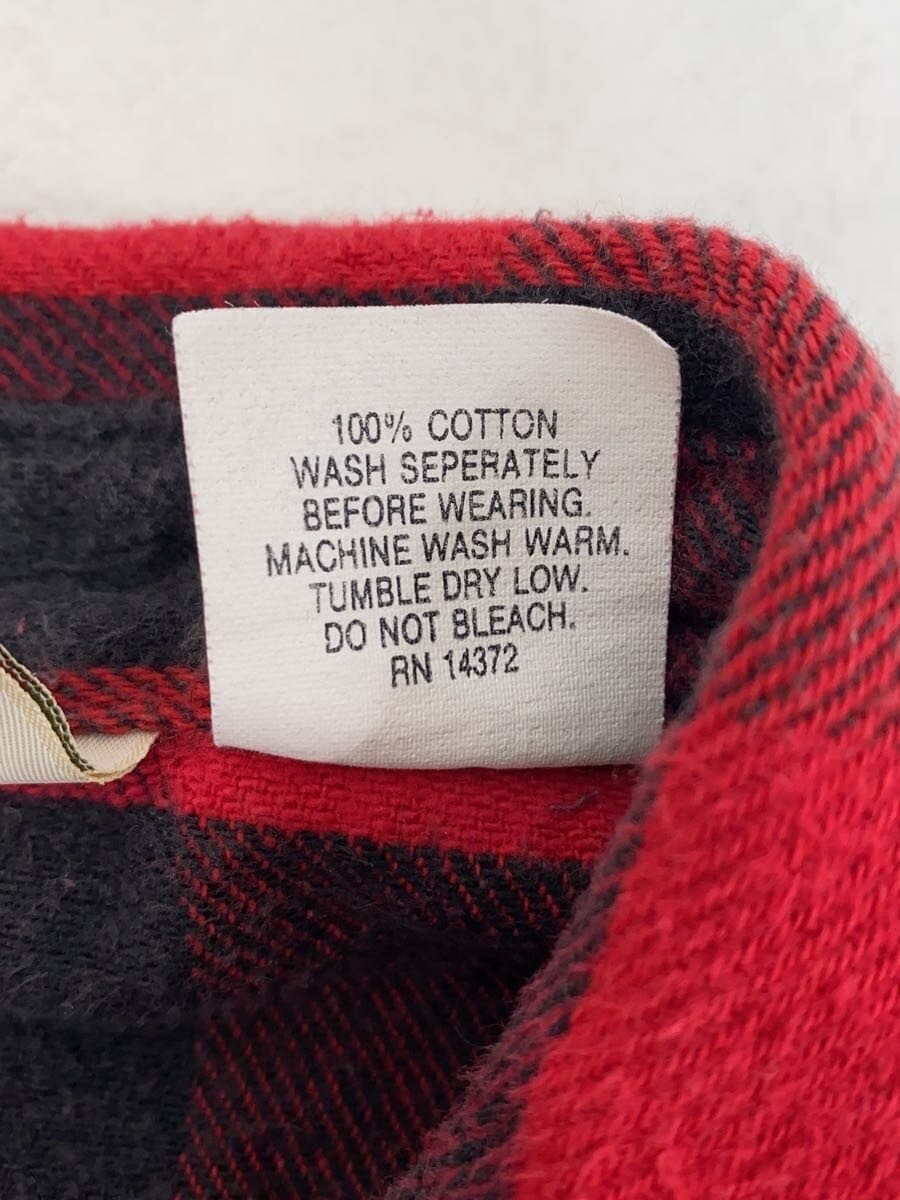 100% COTTON
WASH SEPERATELY
BEFORE WEARING.
MACHINE WASH WARM.
TUMBLE DRY LOW.
DO NOT BLEACH.
RN 14372